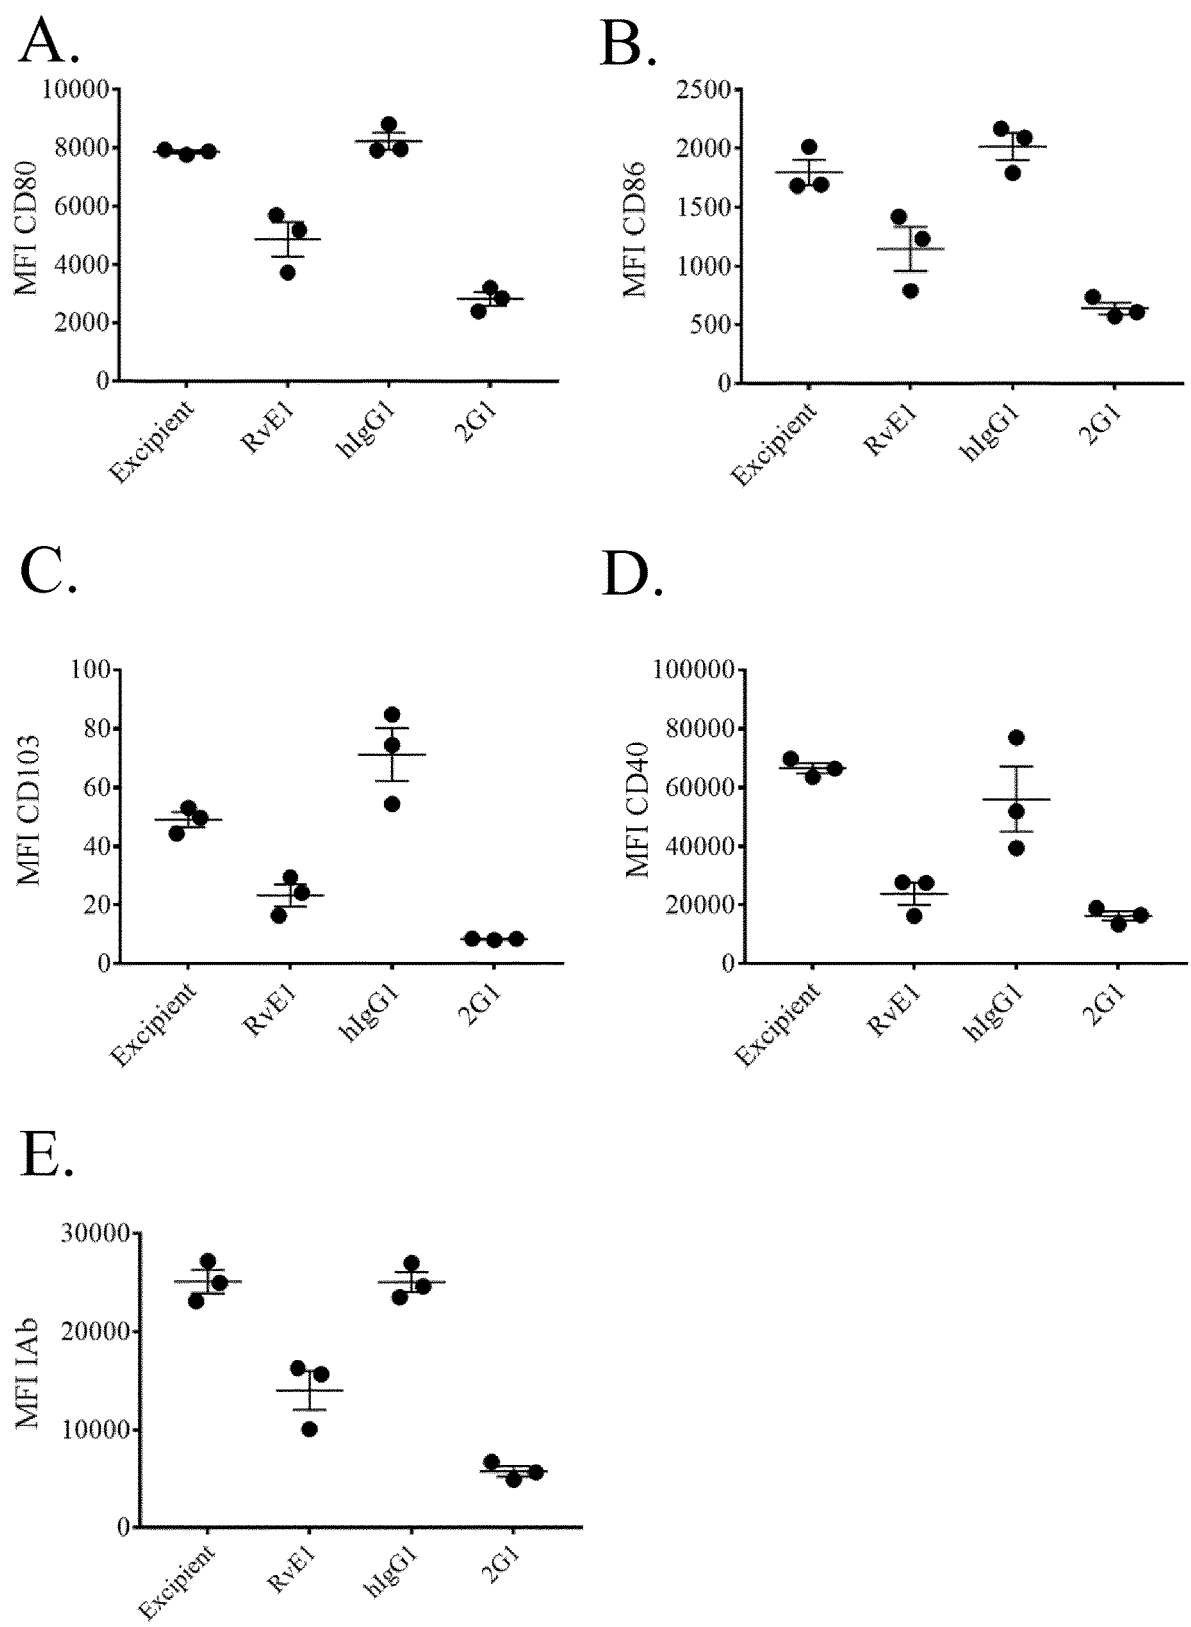 A.
MFI CD80
10000
8000
6000
4000
2000
0
Excipient
RvE1
hIgG1
2G1
B.
MFI CD86
2500
2000
1500
1000
500
0
Excipient
RvE1
hIgG1
2G1
C.
MFI CD103
100
80
60
40
20
0
Excipient
RvE1
hIgG1
2G1
D.
MFI CD40
100000
80000
60000
40000
20000
0
Excipient
RvE1
hIgG1
2G1
E.
MFI IAb
30000
20000
10000
0
Excipient
RvE1
hIgG1
2G1